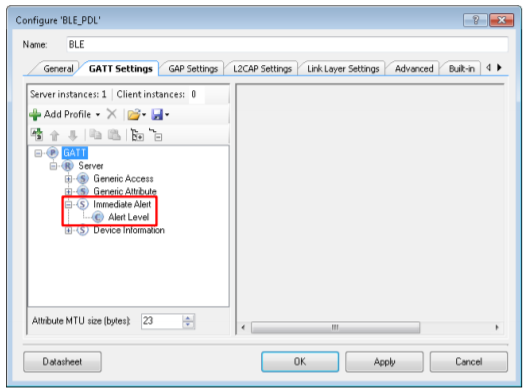 Configure 'BLE_PDL'
Name: BLE
General GATT Settings GAP Settings L2CAP Settings Link Layer Settings Advanced Built-in
Server instances: 1 Client instances: 0
Add Profile
P GATT
R Server
S Generic Access
S Generic Attribute
S Immediate Alert
C Alert Level
S Device Information
Attribute MTU size (bytes): 23
Datasheet OK Apply Cancel